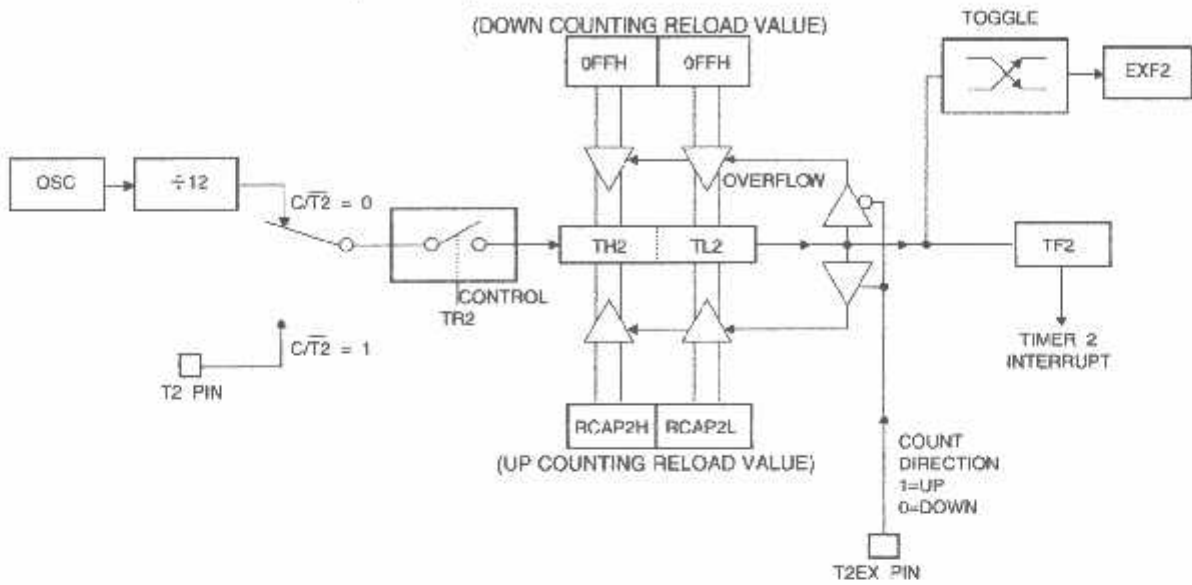 (DOWN COUNTING RELOAD VALUE)
TOGGLE
0FFH 0FFH
EXF2
OSC
÷12
C/T2̅ = 0
OVERFLOW
TH2 TL2
TF2
CONTROL
TR2
C/T2̅ = 1
T2 PIN
TIMER 2
INTERRUPT
RCAP2H RCAP2L
(UP COUNTING RELOAD VALUE)
COUNT
DIRECTION
1=UP
0=DOWN
T2EX PIN